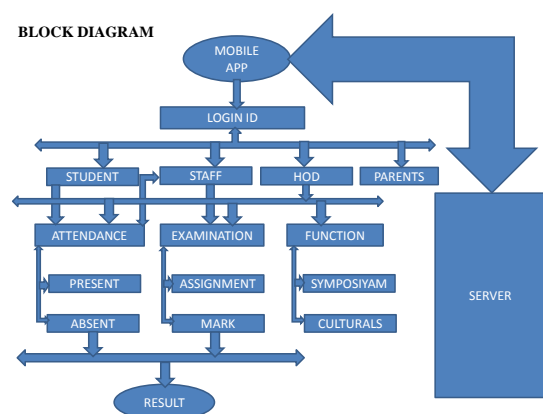 BLOCK DIAGRAM
MOBILE
APP
LOGIN ID
STUDENT
STAFF
HOD
PARENTS
ATTENDANCE
EXAMINATION
FUNCTION
PRESENT
ASSIGNMENT
SYMPOSIYAM
SERVER
ABSENT
MARK
CULTURALS
RESULT